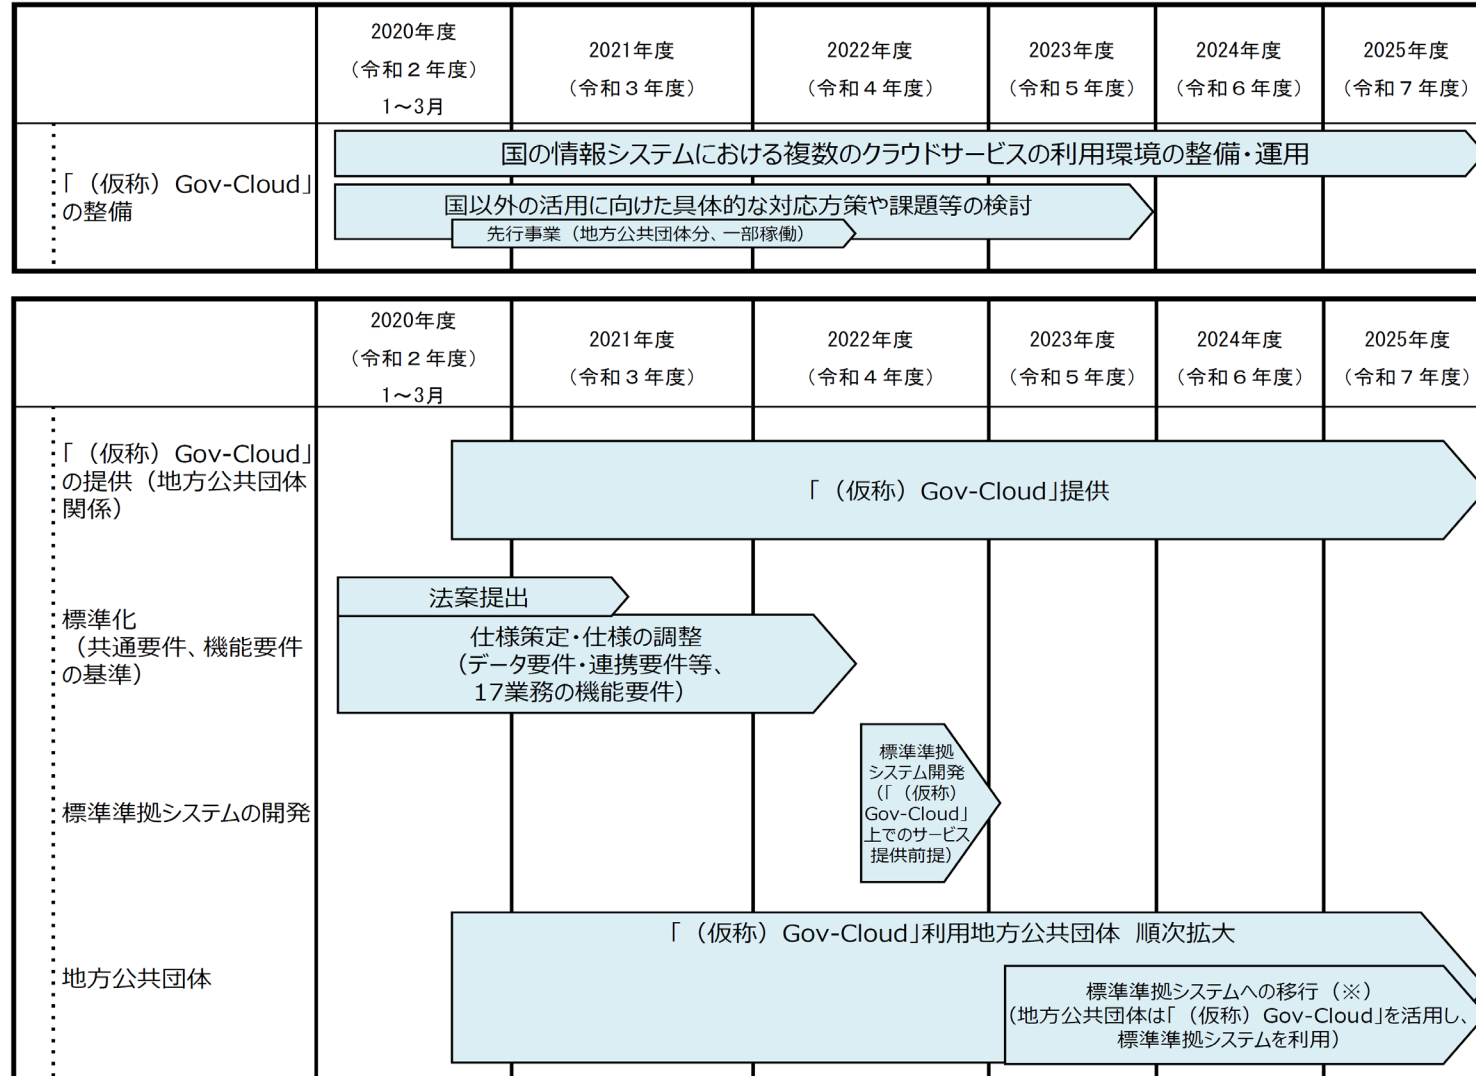 2020年度
（令和２年度）
1～3月
2021年度
（令和３年度）
2022年度
（令和４年度）
2023年度
（令和５年度）
2024年度
（令和６年度）
2025年度
（令和７年度）
「（仮称）Gov-Cloud」
の整備
国の情報システムにおける複数のクラウドサービスの利用環境の整備・運用
国以外の活用に向けた具体的な対応方策や課題等の検討
先行事業（地方公共団体分、一部稼働）
2020年度
（令和２年度）
1～3月
2021年度
（令和３年度）
2022年度
（令和４年度）
2023年度
（令和５年度）
2024年度
（令和６年度）
2025年度
（令和７年度）
「（仮称）Gov-Cloud」
の提供（地方公共団体
関係）
「（仮称）Gov-Cloud」提供
標準化
（共通要件、機能要件
の基準）
法案提出
仕様策定・仕様の調整
（データ要件・連携要件等、
17業務の機能要件）
標準準拠システムの開発
標準準拠
システム開発
（「（仮称）
Gov-Cloud」
上でのサービス
提供前提）
地方公共団体
「（仮称）Gov-Cloud」利用地方公共団体 順次拡大
標準準拠システムへの移行（※）
（地方公共団体は「（仮称）Gov-Cloud」を活用し、
標準準拠システムを利用）